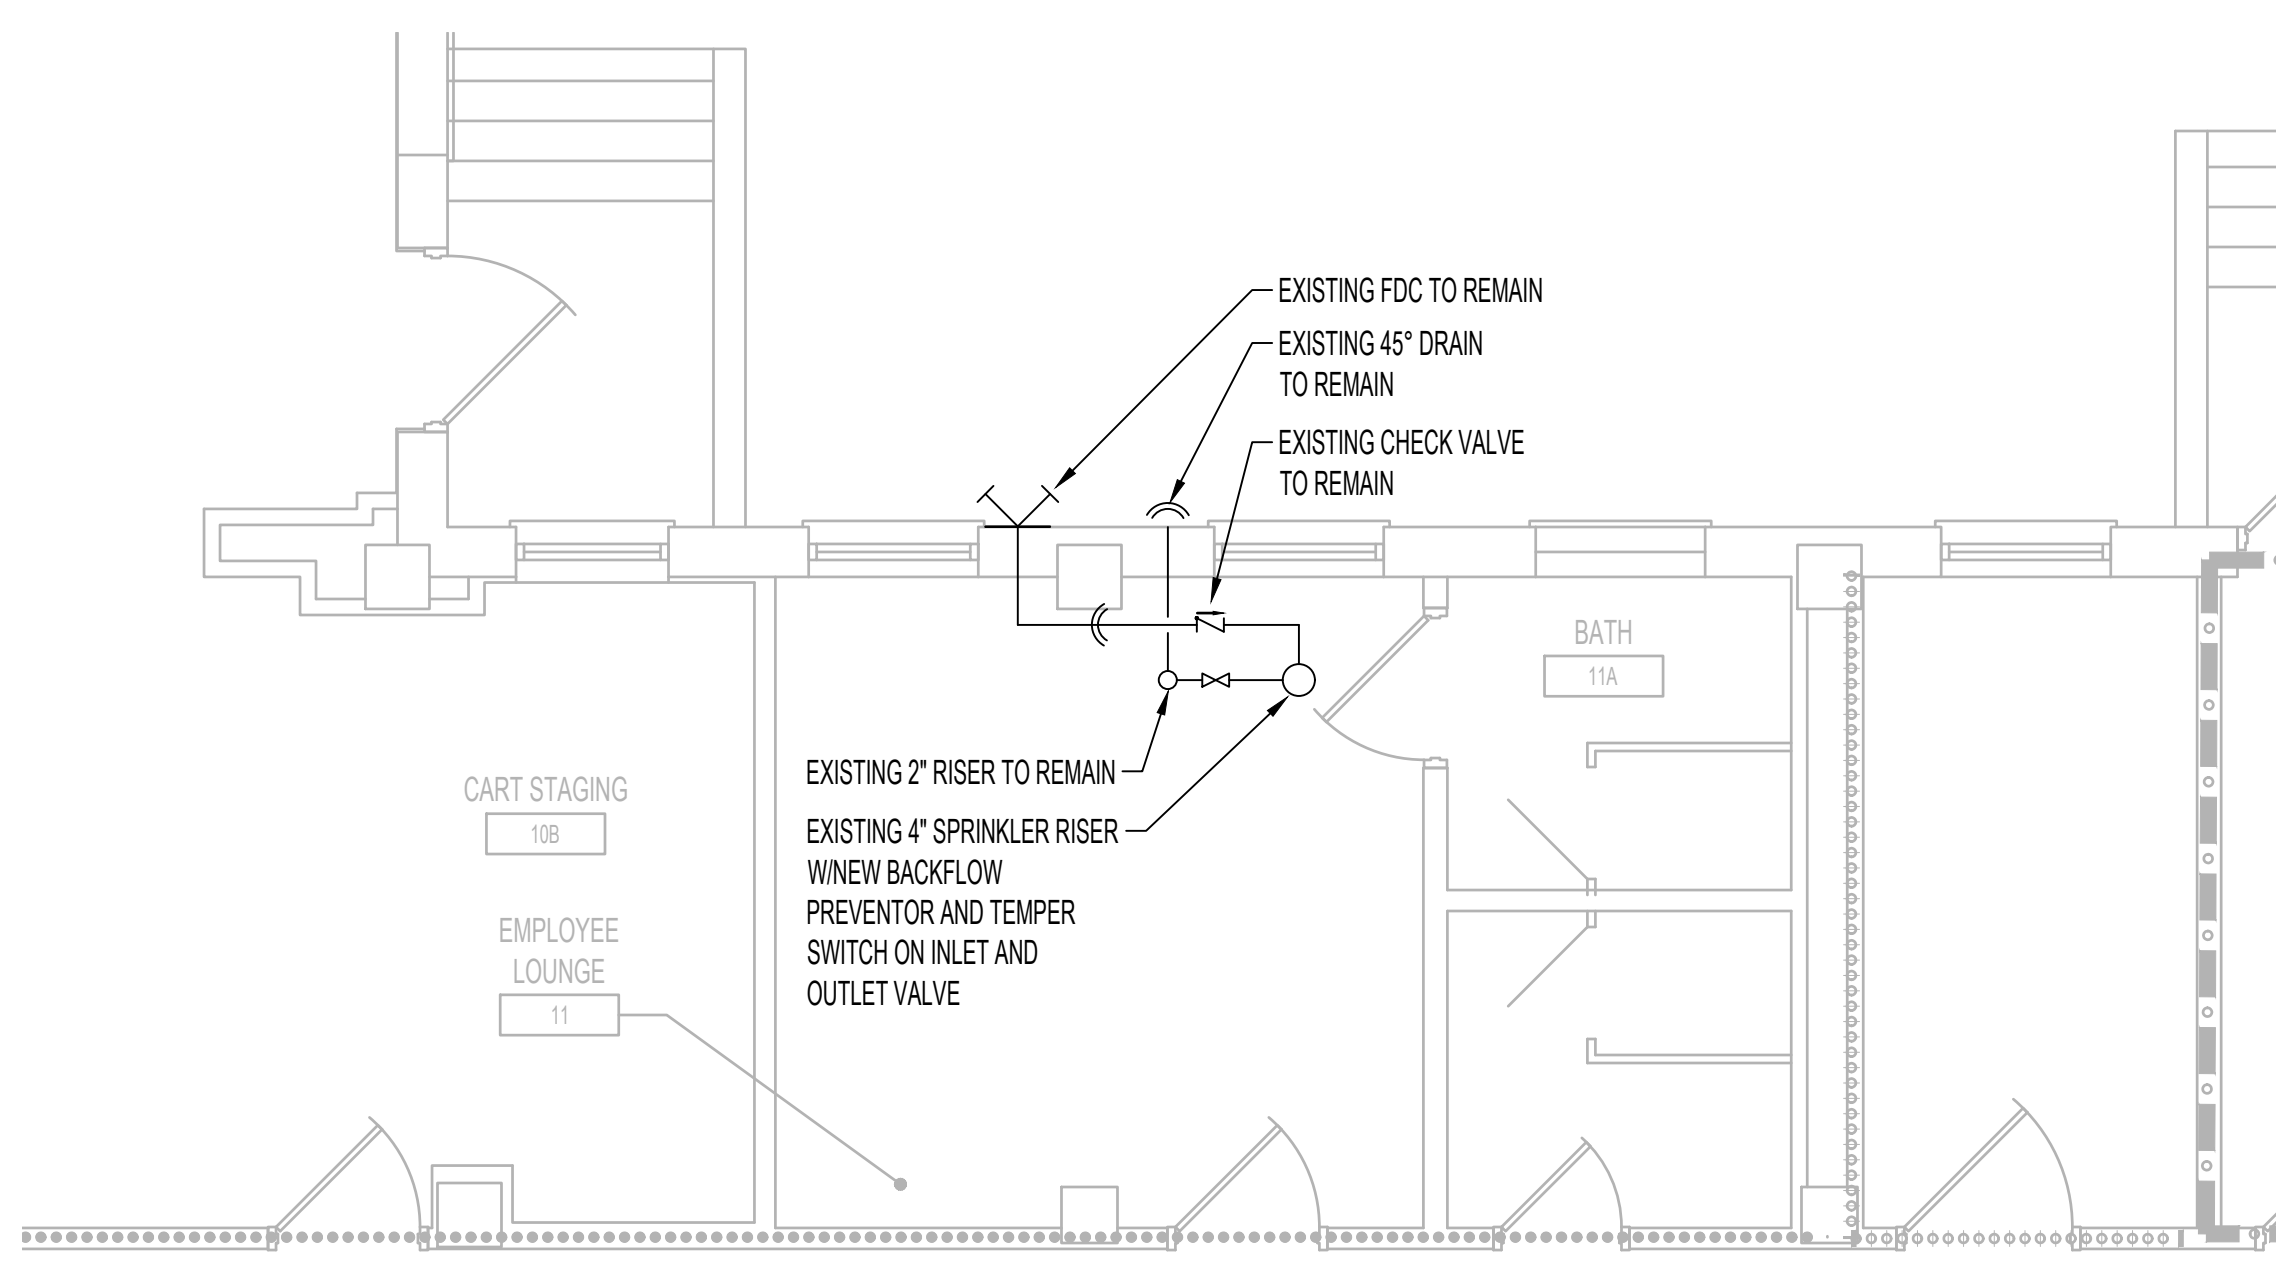 EXISTING FDC TO REMAIN
EXISTING 45° DRAIN
TO REMAIN
EXISTING CHECK VALVE
TO REMAIN
BATH
11A
EXISTING 2" RISER TO REMAIN
EXISTING 4" SPRINKLER RISER
W/NEW BACKFLOW
PREVENTOR AND TEMPER
SWITCH ON INLET AND
OUTLET VALVE
CART STAGING
10B
EMPLOYEE
LOUNGE
11